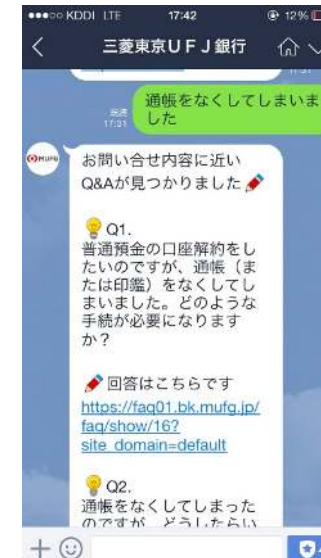 KDDI LTE 17:42 12%
三菱東京ＵＦＪ銀行
通帳をなくしてしまいま
した
既読
17:31
MUFG
お問い合せ内容に近い
Q&Aが見つかりました
Q1.
普通預金の口座解約をし
たいのですが、通帳（ま
たは印鑑）をなくしてし
まいました。どのような
手続が必要になります
か？
回答はこちらです
https://faq01.bk.mufg.jp/
faq/show/16?
site_domain=default
Q2.
通帳をなくしてしまった
のですが、どうしたらい